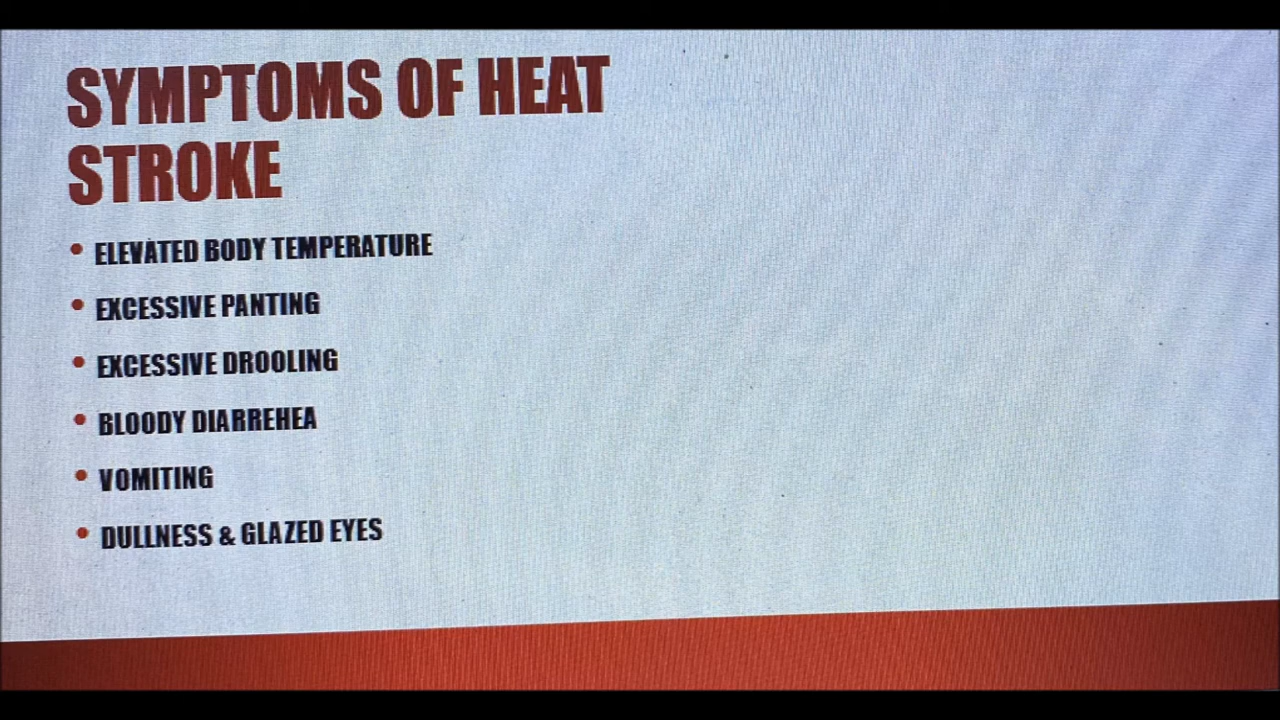 SYMPTOMS OF HEAT
STROKE
• ELEVATED BODY TEMPERATURE
• EXCESSIVE PANTING
• EXCESSIVE DROOLING
• BLOODY DIARREHEA
• VOMITING
• DULLNESS & GLAZED EYES